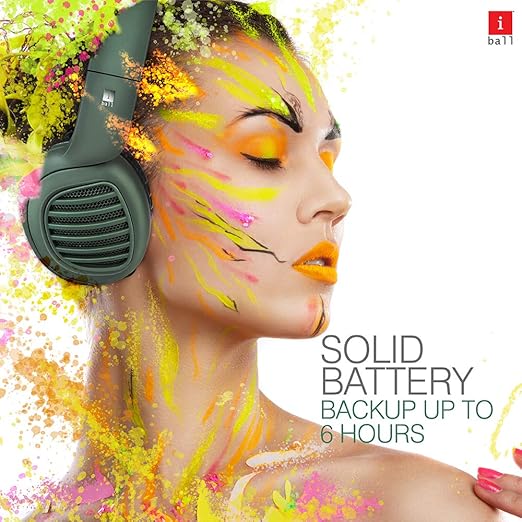 i
ball
i
ball
SOLID
BATTERY
BACKUP UP TO
6 HOURS